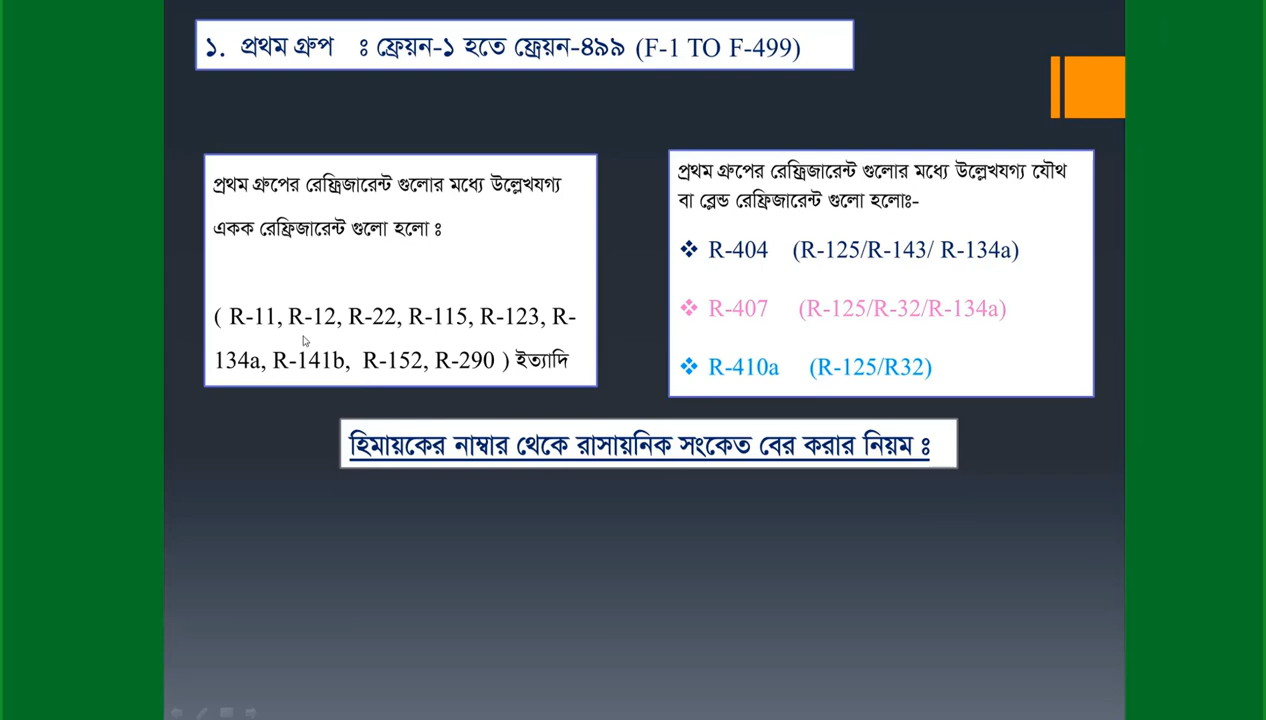 ১. প্রথম গ্রুপ ঃ ফ্রেয়ন-১ হতে ফ্রেয়ন-৪৯৯ (F-1 TO F-499)
প্রথম গ্রুপের রেফ্রিজারেন্ট গুলোর মধ্যে উল্লেখযগ্য
একক রেফ্রিজারেন্ট গুলো হলো ঃ
( R-11, R-12, R-22, R-115, R-123, R-
134a, R-141b, R-152, R-290 ) ইত্যাদি
প্রথম গ্রুপের রেফ্রিজারেন্ট গুলোর মধ্যে উল্লেখযগ্য যৌথ
বা ব্লেন্ড রেফ্রিজারেন্ট গুলো হলোঃ-
❖ R-404 (R-125/R-143/ R-134a)
❖ R-407 (R-125/R-32/R-134a)
❖ R-410a (R-125/R32)
হিমায়কের নাম্বার থেকে রাসায়নিক সংকেত বের করার নিয়ম ঃ